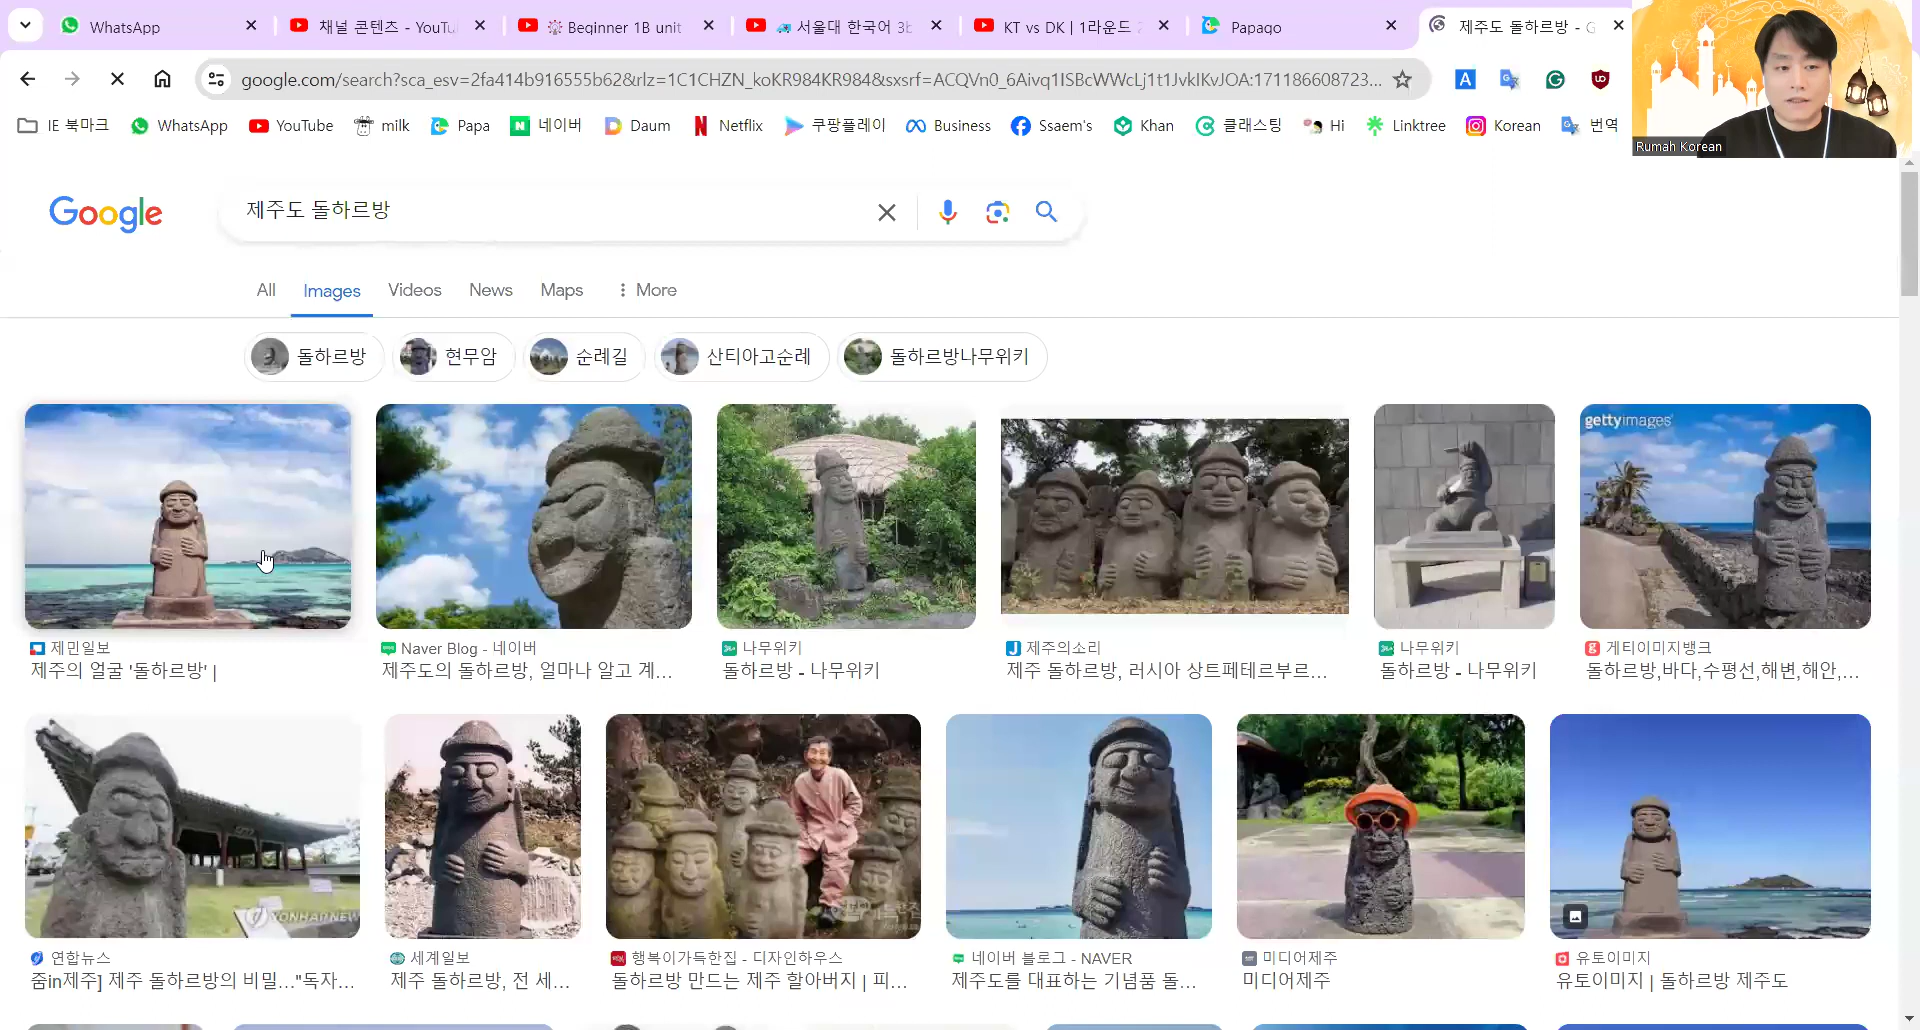 WhatsApp
채널 콘텐츠 - YouTu
Beginner 1B unit
서울대 한국어 3b
KT vs DK | 1라운드
Papago
제주도 돌하르방 - G
google.com/search?sca_esv=2fa414b916555b62&rlz=1C1CHZN_koKR984KR984&sxsrf=ACQVn0_6Aivq1ISBcWWcLj1t1JvkIKvJOA:171186608723...
IE 북마크
WhatsApp
YouTube
milk
Papa
네이버
Daum
Netflix
쿠팡플레이
Business
Ssaem's
Khan
클래스팅
Hi
Linktree
Korean
번역
Rumah Korean
Google
제주도 돌하르방
All
Images
Videos
News
Maps
More
돌하르방
현무암
순례길
산티아고순례
돌하르방나무위키
gettyimages
제민일보
제주의 얼굴 '돌하르방' |
Naver Blog - 네이버
제주도의 돌하르방, 얼마나 알고 계...
나무위키
돌하르방 - 나무위키
제주의소리
제주 돌하르방, 러시아 상트페테르부르...
나무위키
돌하르방 - 나무위키
게티이미지뱅크
돌하르방,바다,수평선,해변,해안,...
YONHAPNEW
연합뉴스
줌in제주] 제주 돌하르방의 비밀..."독자...
세계일보
제주 돌하르방, 전 세...
행복이가득한집 - 디자인하우스
돌하르방 만드는 제주 할아버지 | 피...
네이버 블로그 - NAVER
제주도를 대표하는 기념품 돌...
미디어제주
미디어제주
유토이미지
유토이미지 | 돌하르방 제주도